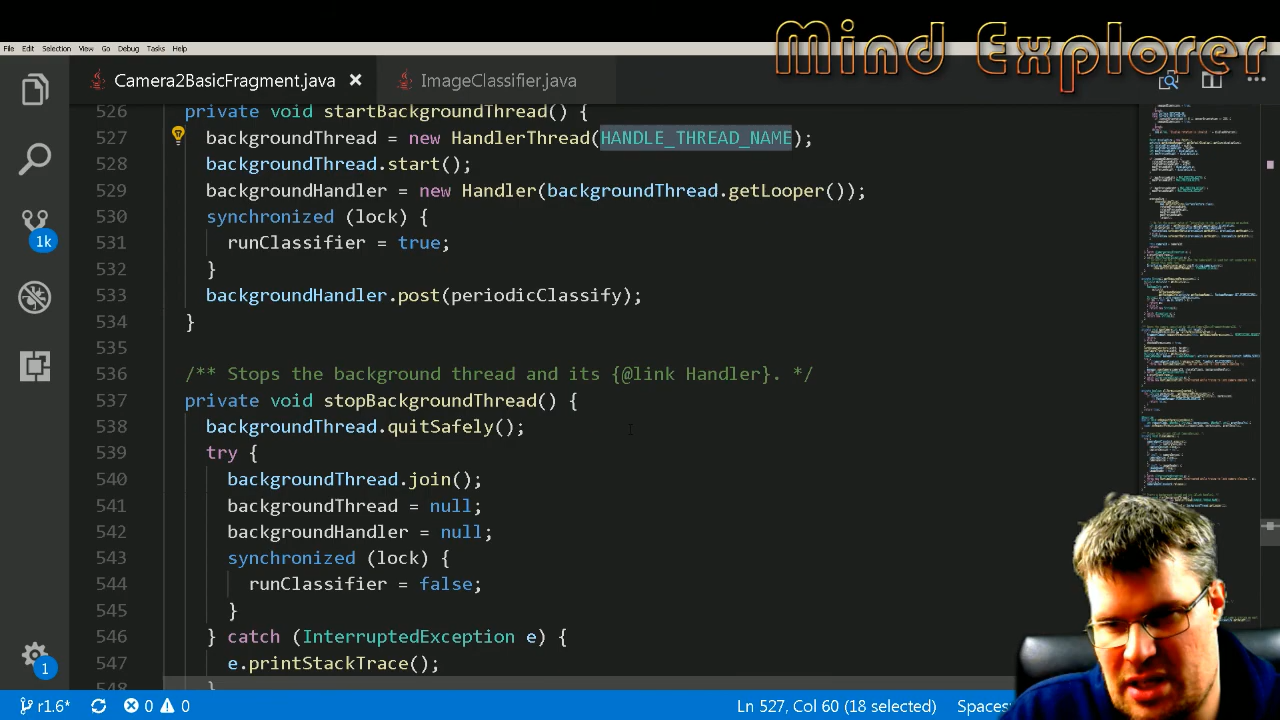 Mind Explorer
File Edit Selection View Go Debug Tasks Help
Camera2BasicFragment.java ImageClassifier.java
526 private void startBackgroundThread() {
527 backgroundThread = new HandlerThread(HANDLE_THREAD_NAME);
528 backgroundThread.start();
529 backgroundHandler = new Handler(backgroundThread.getLooper());
530 synchronized (lock) {
531 runClassifier = true;
532 }
533 backgroundHandler.post(periodicClassify);
534 }
535
536 /** Stops the background thread and its {@link Handler}. */
537 private void stopBackgroundThread() {
538 backgroundThread.quitSafely();
539 try {
540 backgroundThread.join();
541 backgroundThread = null;
542 backgroundHandler = null;
543 synchronized (lock) {
544 runClassifier = false;
545 }
546 } catch (InterruptedException e) {
547 e.printStackTrace();
548 }
1k
1
r1.6* 0 0 Ln 527, Col 60 (18 selected) Spaces